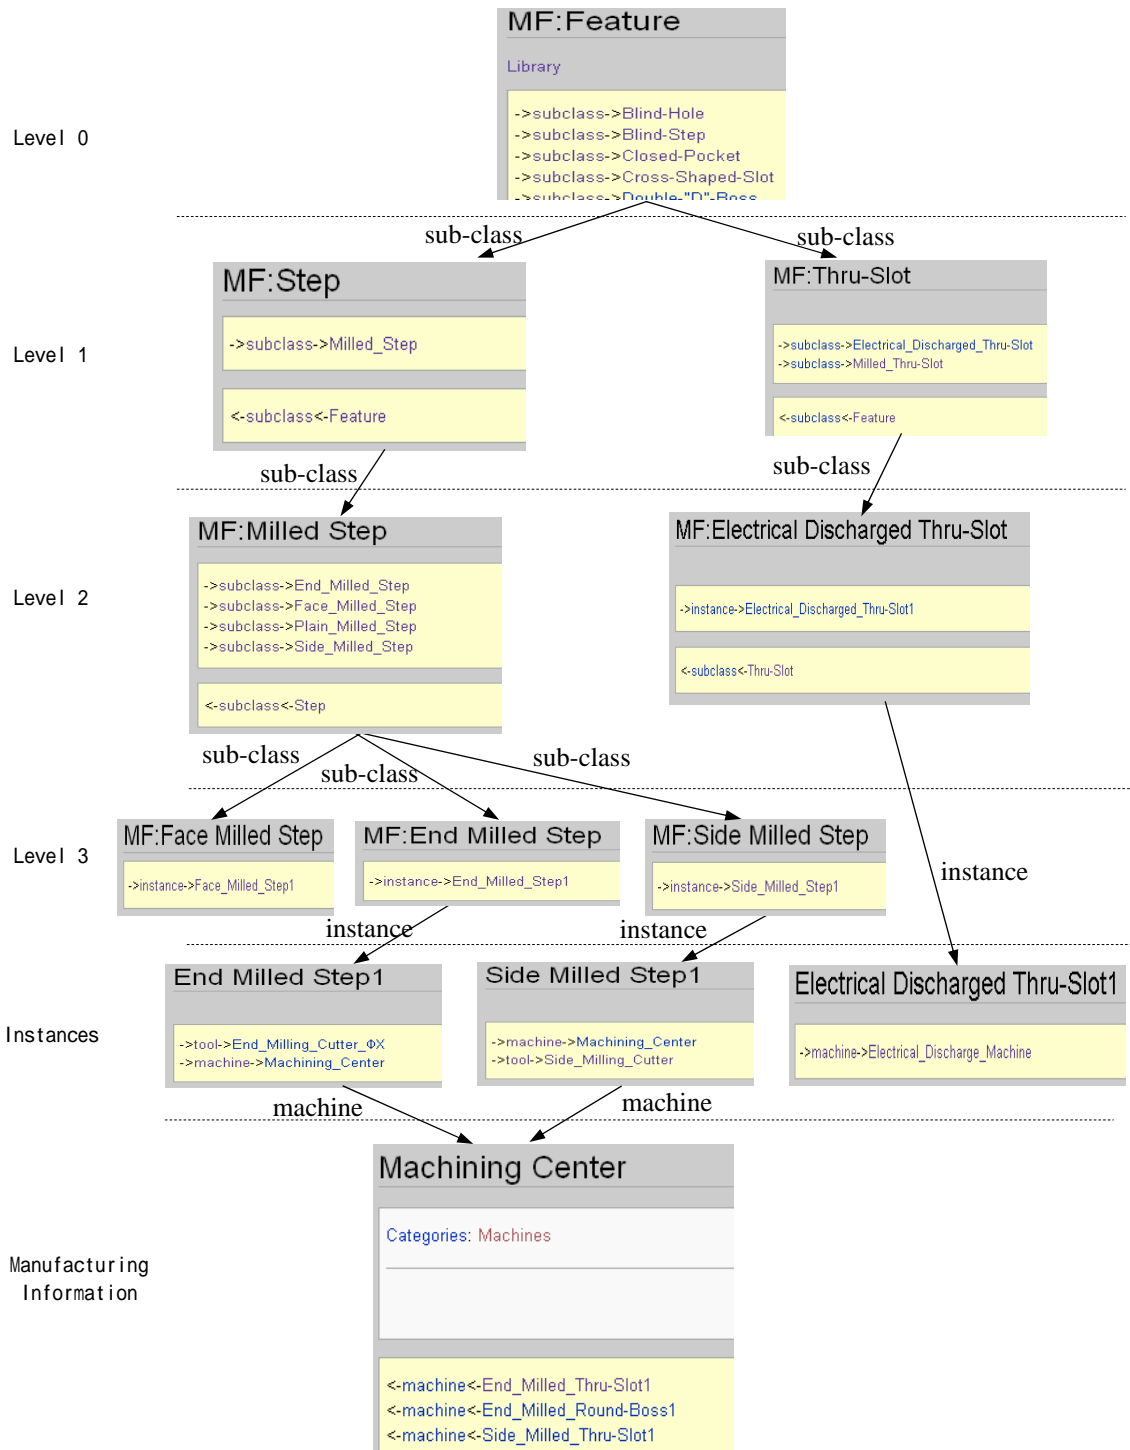 MF:Feature
Library
Level 0
->subclass->Blind-Hole
->subclass->Blind-Step
->subclass->Closed-Pocket
->subclass->Cross-Shaped-Slot
->subclass->Double-"D"-Boss
sub-class
sub-class
Level 1
MF:Step
->subclass->Milled_Step
<-subclass<-Feature
MF:Thru-Slot
->subclass->Electrical_Discharged_Thru-Slot
->subclass->Milled_Thru-Slot
<-subclass<-Feature
sub-class
sub-class
Level 2
MF:Milled Step
->subclass->End_Milled_Step
->subclass->Face_Milled_Step
->subclass->Plain_Milled_Step
->subclass->Side_Milled_Step
<-subclass<-Step
MF:Electrical Discharged Thru-Slot
->instance->Electrical_Discharged_Thru-Slot1
<-subclass<-Thru-Slot
sub-class
sub-class
sub-class
Level 3
MF:Face Milled Step
->instance->Face_Milled_Step1
MF:End Milled Step
->instance->End_Milled_Step1
MF:Side Milled Step
->instance->Side_Milled_Step1
instance
instance
instance
Instances
End Milled Step1
->tool->End_Milling_Cutter_ΦX
->machine->Machining_Center
Side Milled Step1
->machine->Machining_Center
->tool->Side_Milling_Cutter
Electrical Discharged Thru-Slot1
->machine->Electrical_Discharge_Machine
machine
machine
Manufacturing
Information
Machining Center
Categories: Machines
<-machine<-End_Milled_Thru-Slot1
<-machine<-End_Milled_Round-Boss1
<-machine<-Side_Milled_Thru-Slot1